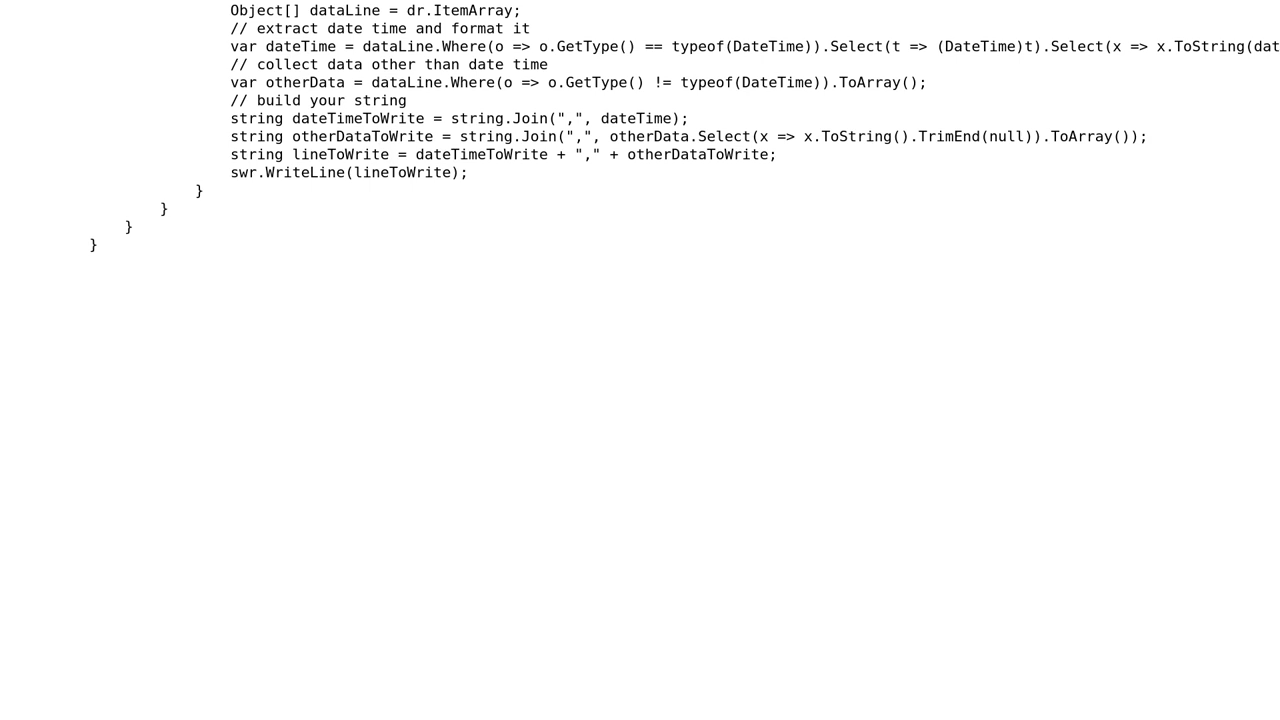 Object[] dataLine = dr.ItemArray;
// extract date time and format it
var dateTime = dataLine.Where(o => o.GetType() == typeof(DateTime)).Select(t => (DateTime)t).Select(x => x.ToString(dat
// collect data other than date time
var otherData = dataLine.Where(o => o.GetType() != typeof(DateTime)).ToArray();
// build your string
string dateTimeToWrite = string.Join(",", dateTime);
string otherDataToWrite = string.Join(",", otherData.Select(x => x.ToString().TrimEnd(null)).ToArray());
string lineToWrite = dateTimeToWrite + "," + otherDataToWrite;
swr.WriteLine(lineToWrite);
}
}
}
}